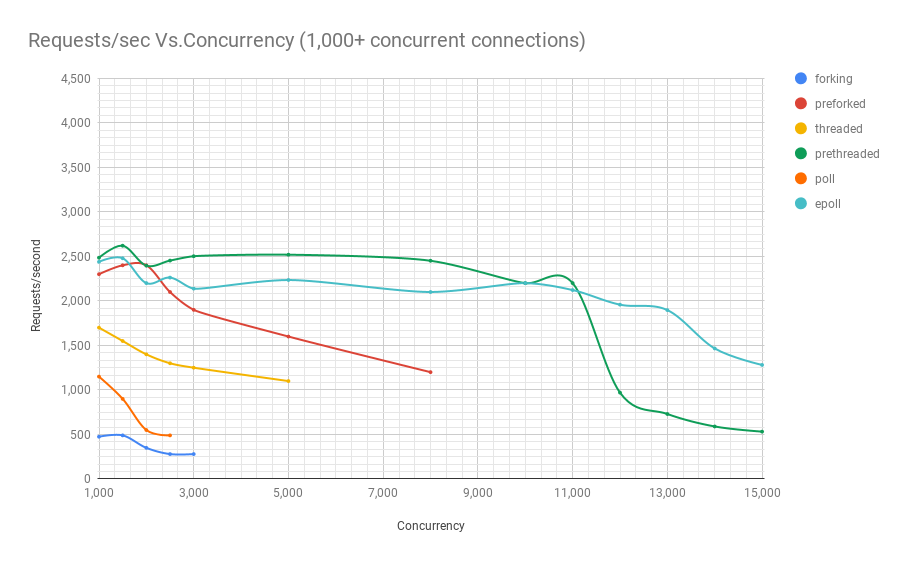 Requests/sec Vs.Concurrency (1,000+ concurrent connections)
4,500
4,000
3,500
3,000
2,500
2,000
1,500
1,000
500
0
Requests/second
1,000 3,000 5,000 7,000 9,000 11,000 13,000 15,000
Concurrency
forking
preforked
threaded
prethreaded
poll
epoll